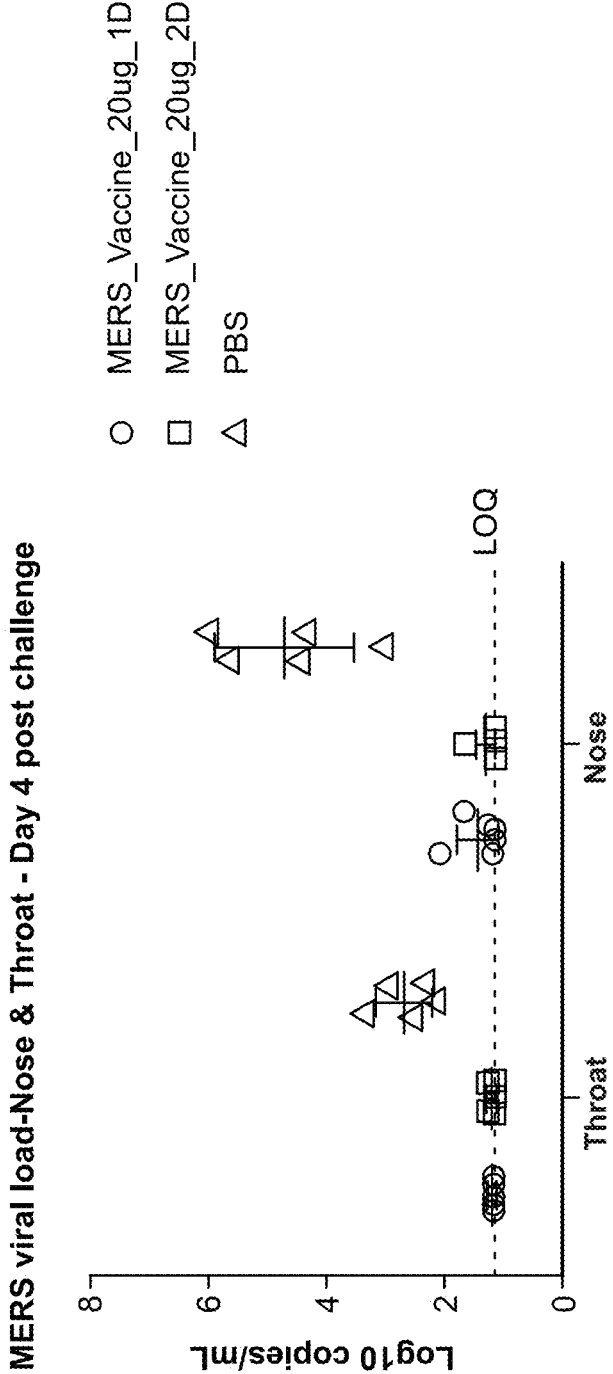 MERS viral load-Nose & Throat - Day 4 post challenge
MERS_Vaccine_20ug_1D
MERS_Vaccine_20ug_2D
PBS
Log10 copies/mL
8
6
4
2
0
LOQ
Throat
Nose